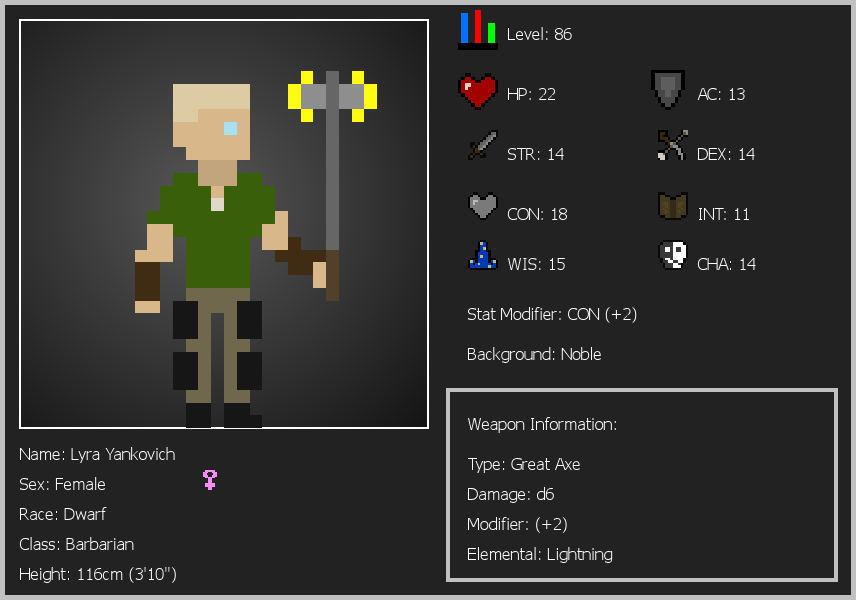 Level: 86
HP: 22
AC: 13
STR: 14
DEX: 14
CON: 18
INT: 11
WIS: 15
CHA: 14
Stat Modifier: CON (+2)
Background: Noble
Weapon Information:
Type: Great Axe
Damage: d6
Modifier: (+2)
Elemental: Lightning
Name: Lyra Yankovich
Sex: Female
Race: Dwarf
Class: Barbarian
Height: 116cm (3'10")